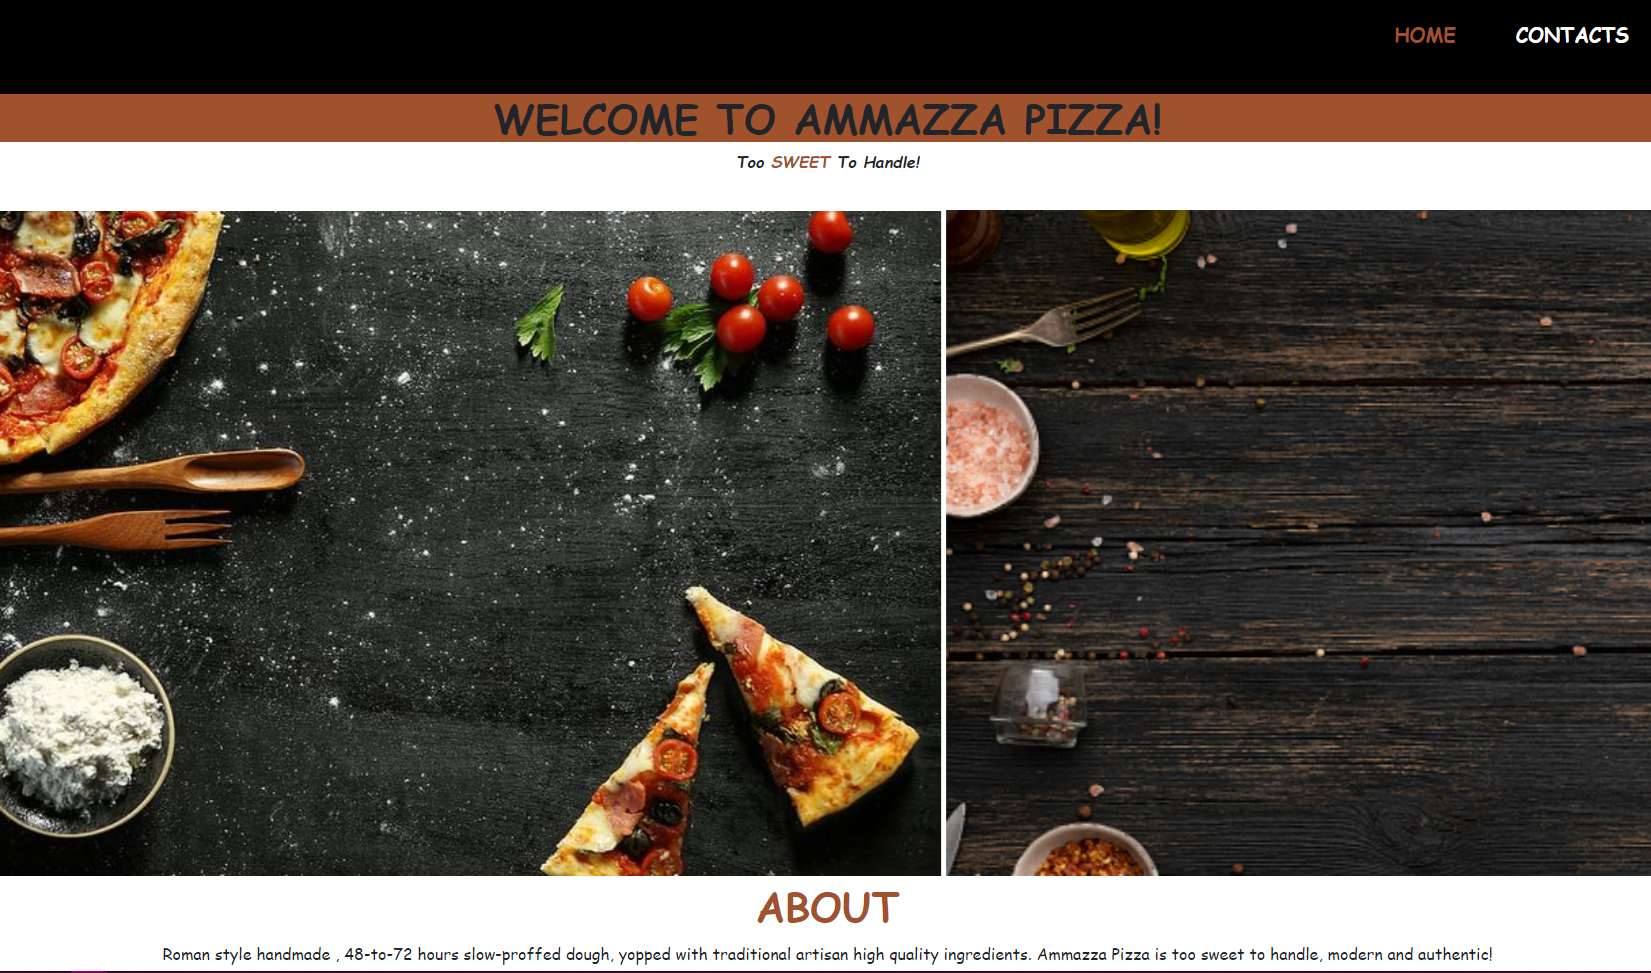 HOME CONTACTS
WELCOME TO AMMAZZA PIZZA!
Too SWEET To Handle!
ABOUT
Roman style handmade , 48-to-72 hours slow-proffed dough, yopped with traditional artisan high quality ingredients. Ammazza Pizza is too sweet to handle, modern and authentic!